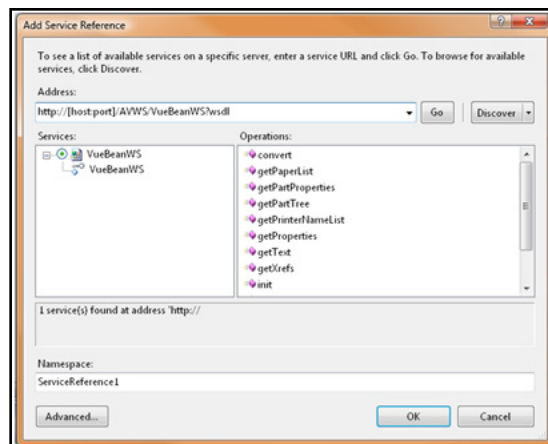 Add Service Reference
To see a list of available services on a specific server, enter a service URL and click Go. To browse for available
services, click Discover.
Address:
http://[host:port]/AVWS/VueBeanWS?wsdl
Go
Discover
Services:
Operations:
VueBeanWS
VueBeanWS
convert
getPaperList
getPartProperties
getPartTree
getPrinterNameList
getProperties
getText
getXrefs
init
1 service(s) found at address 'http://
Namespace:
ServiceReference1
Advanced...
OK
Cancel